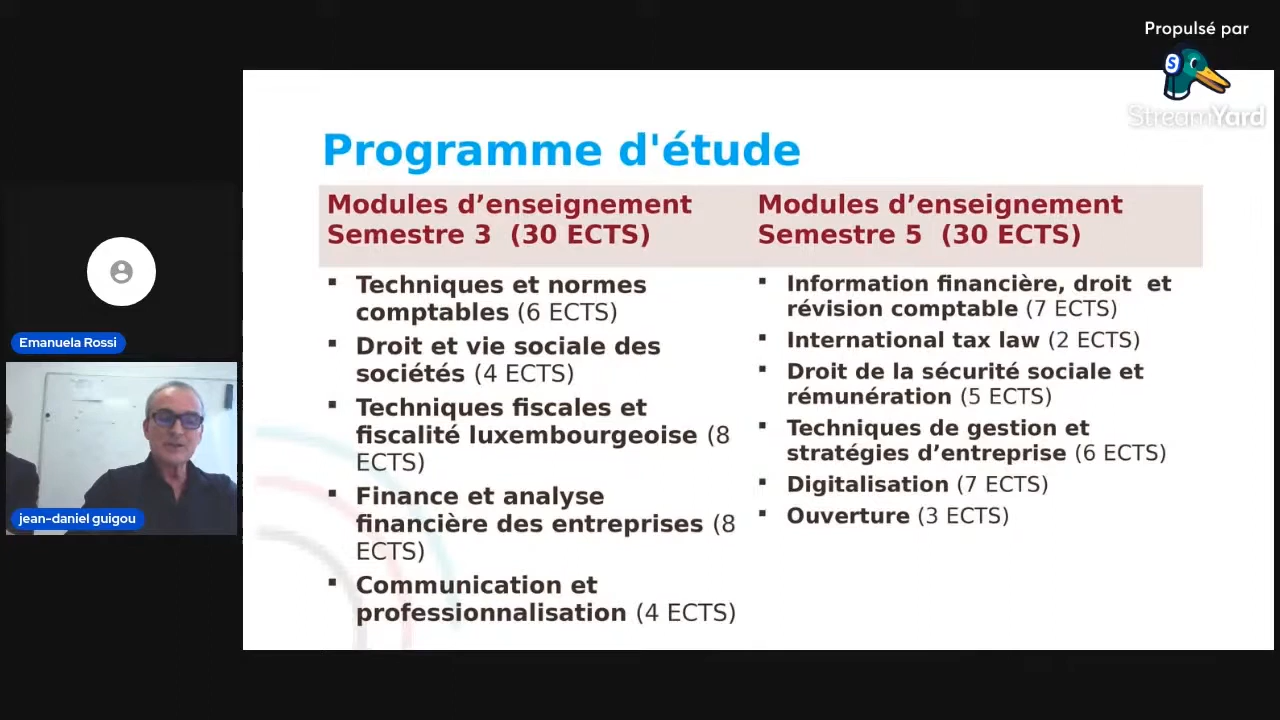 Propulsé par
StreamYard
Programme d'étude
Modules d’enseignement
Semestre 3 (30 ECTS)
▪ Techniques et normes
comptables (6 ECTS)
▪ Droit et vie sociale des
sociétés (4 ECTS)
▪ Techniques fiscales et
fiscalité luxembourgeoise (8
ECTS)
▪ Finance et analyse
financière des entreprises (8
ECTS)
▪ Communication et
professionnalisation (4 ECTS)
Modules d’enseignement
Semestre 5 (30 ECTS)
▪ Information financière, droit et
révision comptable (7 ECTS)
▪ International tax law (2 ECTS)
▪ Droit de la sécurité sociale et
rémunération (5 ECTS)
▪ Techniques de gestion et
stratégies d’entreprise (6 ECTS)
▪ Digitalisation (7 ECTS)
▪ Ouverture (3 ECTS)
Emanuela Rossi
jean-daniel guigou